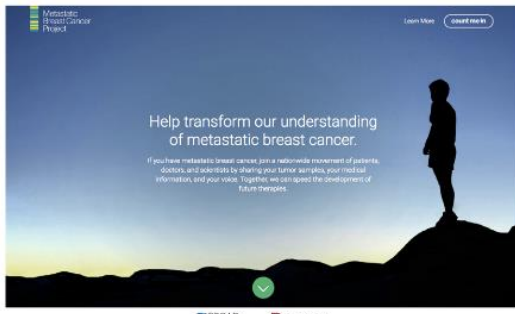 Metastatic
Breast Cancer
Project
Learn More
count me in
Help transform our understanding
of metastatic breast cancer.
If you have metastatic breast cancer, join a nationwide movement of patients,
doctors, and scientists by sharing your tumor samples, your medical
information, and your voice. Together, we can speed the development of
future therapies.